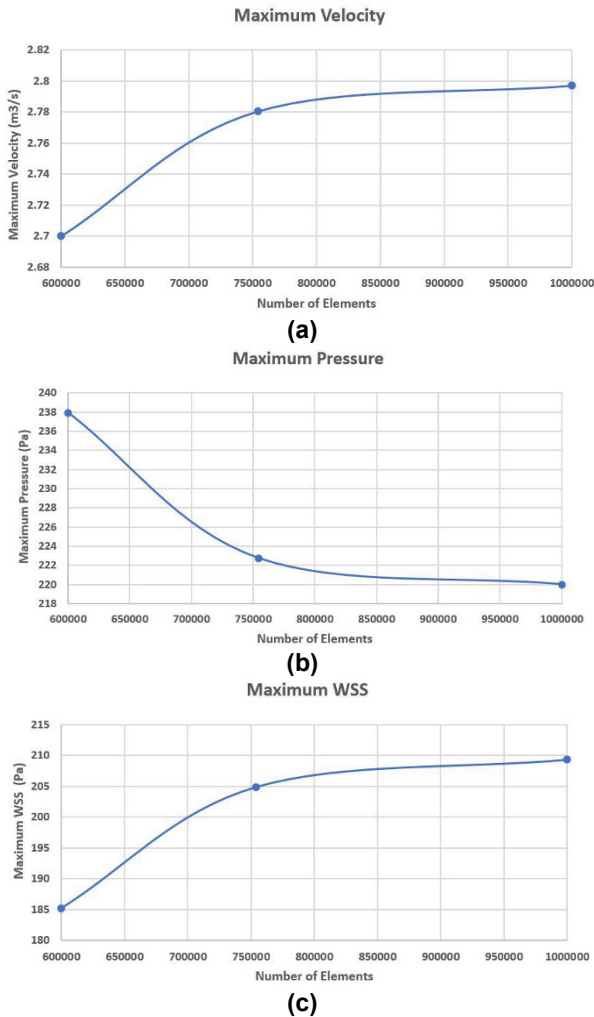 Maximum Velocity
2.82
2.8
2.78
2.76
2.74
2.72
2.7
2.68
Maximum Velocity (m3/s)
600000 650000 700000 750000 800000 850000 900000 950000 1000000
Number of Elements
(a)
Maximum Pressure
240
238
236
234
232
230
228
226
224
222
220
218
Maximum Pressure (Pa)
600000 650000 700000 750000 800000 850000 900000 950000 1000000
Number of Elements
(b)
Maximum WSS
215
210
205
200
195
190
185
180
Maximum WSS (Pa)
600000 650000 700000 750000 800000 850000 900000 950000 1000000
Number of Elements
(c)